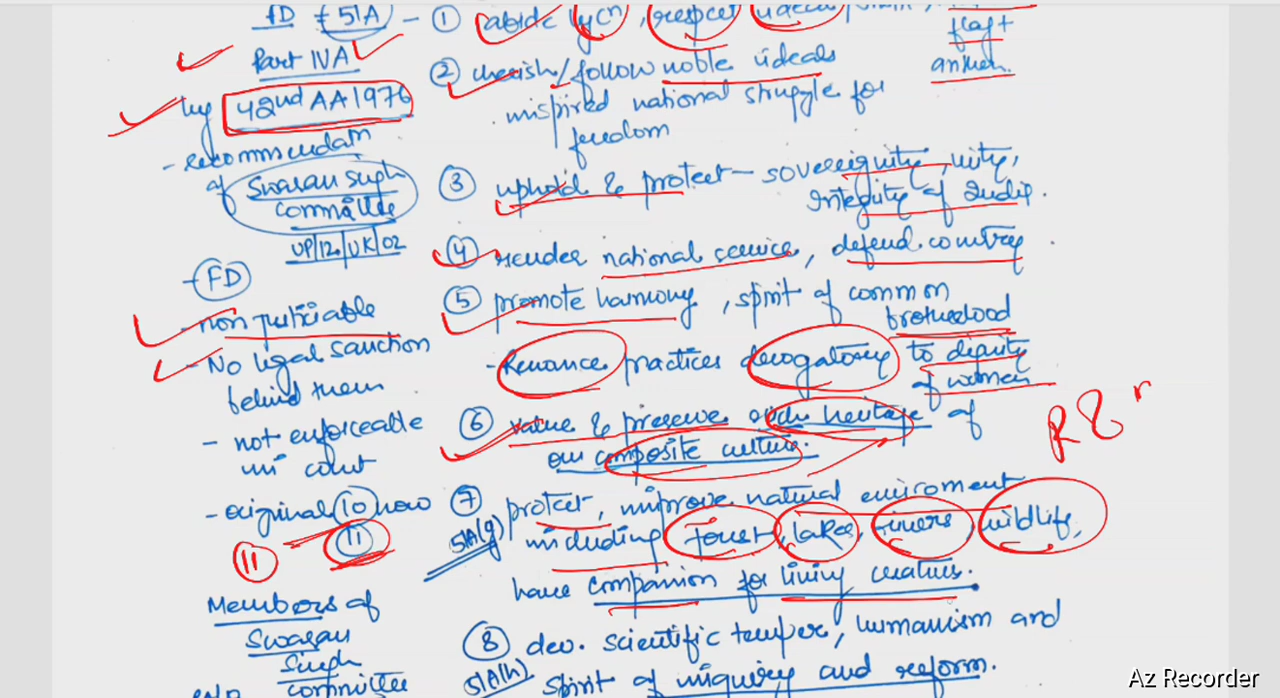 FD - 51A - ① abide by Cn, respect ideals
flag +
Part IVA
anthem.
② cherish/follow noble ideals
by 42nd AA 1976
inspired national struggle for
freedom
- recommendatn
of Swaran Singh
committee
③ uphold & protect - sovereignity, unity,
Integrity of India.
UP/12/UK/02
④ render national service, defend country
- FD
⑤ promote harmony, spirit of common
brotherhood
- non justiciable
- No legal sanction
behind them
- Renounce practices derogatory to dignity
of women
R & r
⑥ value & preserve rich heritage of
our composite culture.
- not enforceable
in court
- original 10 now
11
11
⑦ protect, improve natural enviroment
51A(g)
including forest, lakes, rivers, wildlife,
have companion for living creatures.
Members of
Swaran
Singh
committee
⑧ dev. scientific temper, humanism and
51A(h)
spirit of inquiry and reform.
Az Recorder